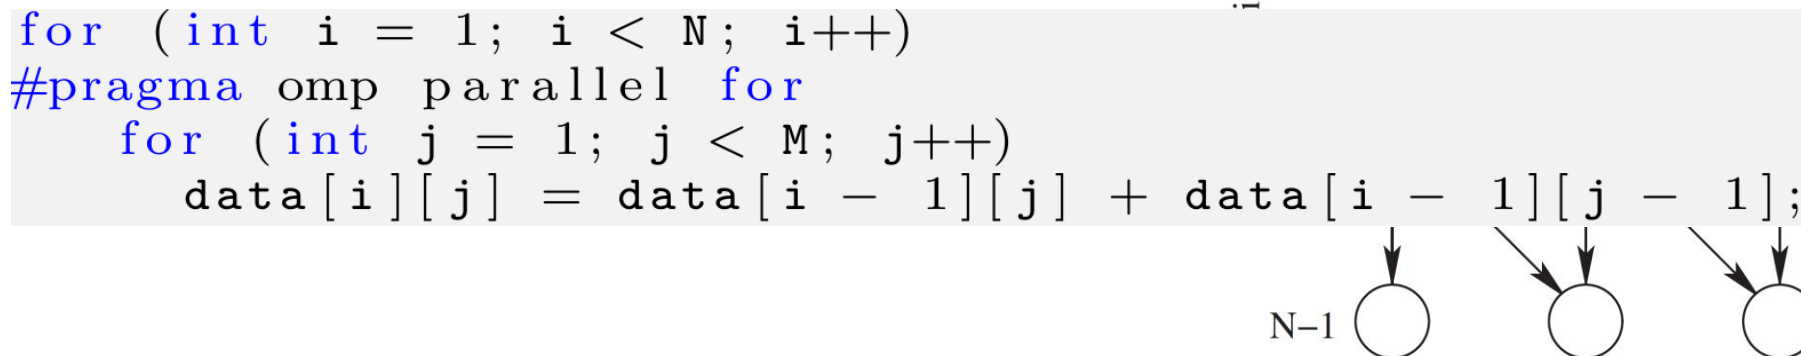 for (int i = 1; i < N; i++)
#pragma omp parallel for
for (int j = 1; j < M; j++)
data[i][j] = data[i − 1][j] + data[i − 1][j − 1];
N−1